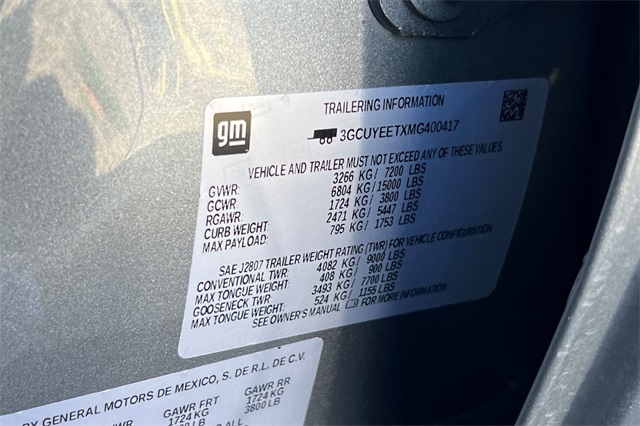 gm
TRAILERING INFORMATION
3GCUYEETXMG400417
VEHICLE AND TRAILER MUST NOT EXCEED ANY OF THESE VALUES.
GVWR: 3266 KG/ 7200 LBS
GCWR: 6804 KG/15000 LBS
RGAWR: 1724 KG/ 3800 LBS
CURB WEIGHT: 2471 KG/ 5447 LBS
MAX PAYLOAD: 795 KG/ 1753 LBS
SAE J2807 TRAILER WEIGHT RATING (TWR) FOR VEHICLE CONFIGURATION
CONVENTIONAL TWR: 4082 KG/ 9000 LBS
MAX TONGUE WEIGHT: 408 KG/ 900 LBS
GOOSENECK TWR: 3493 KG/ 7700 LBS
MAX TONGUE WEIGHT: 524 KG/ 1155 LBS
SEE OWNER'S MANUAL FOR MORE INFORMATION
BY GENERAL MOTORS DE MEXICO, S. DE R.L. DE C.V.
GAWR FRT GAWR RR
1724 KG 1724 KG
3800 LB